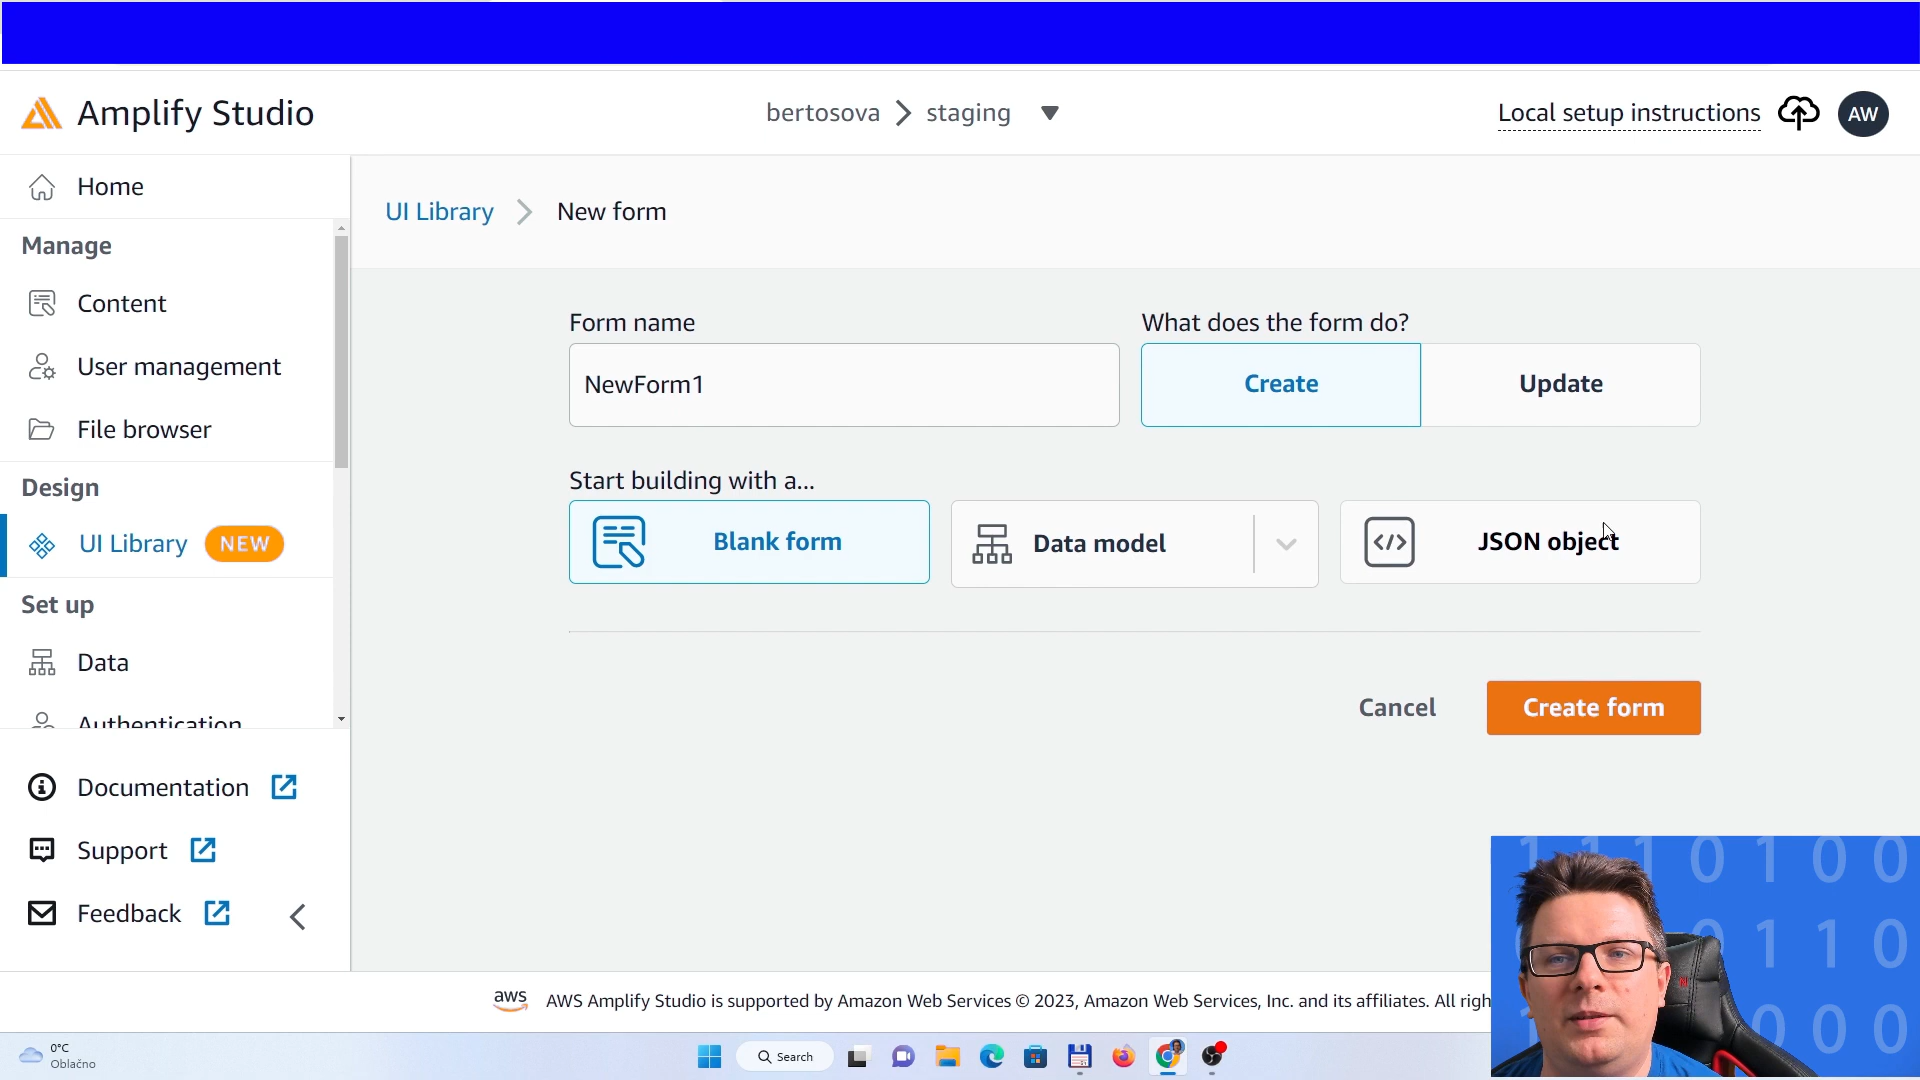 Amplify Studio
bertosova > staging
Local setup instructions
AW
Home
Manage
Content
User management
File browser
Design
UI Library NEW
Set up
Data
Authentication
Documentation
Support
Feedback
UI Library > New form
Form name
NewForm1
What does the form do?
Create
Update
Start building with a...
Blank form
Data model
JSON object
Cancel
Create form
aws AWS Amplify Studio is supported by Amazon Web Services © 2023, Amazon Web Services, Inc. and its affiliates. All righ
0°C
Oblačno
Search